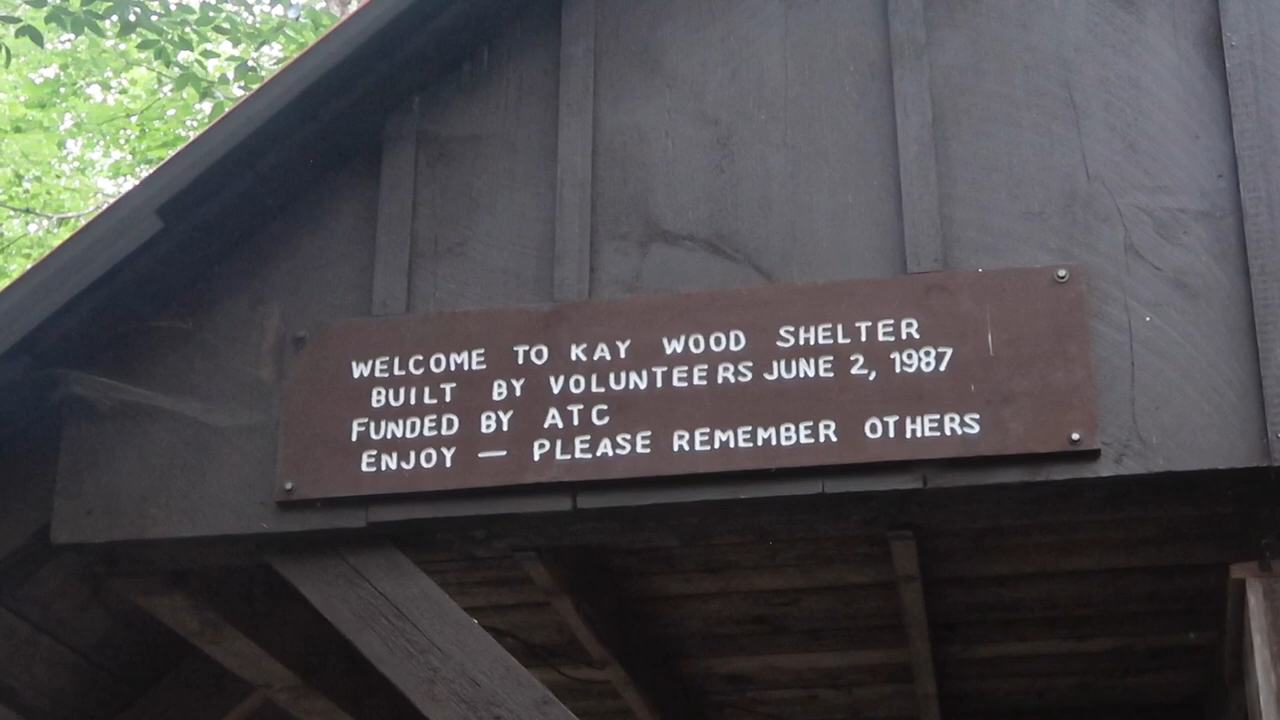 WELCOME TO KAY WOOD SHELTER
BUILT BY VOLUNTEERS JUNE 2, 1987
FUNDED BY ATC
ENJOY — PLEASE REMEMBER OTHERS